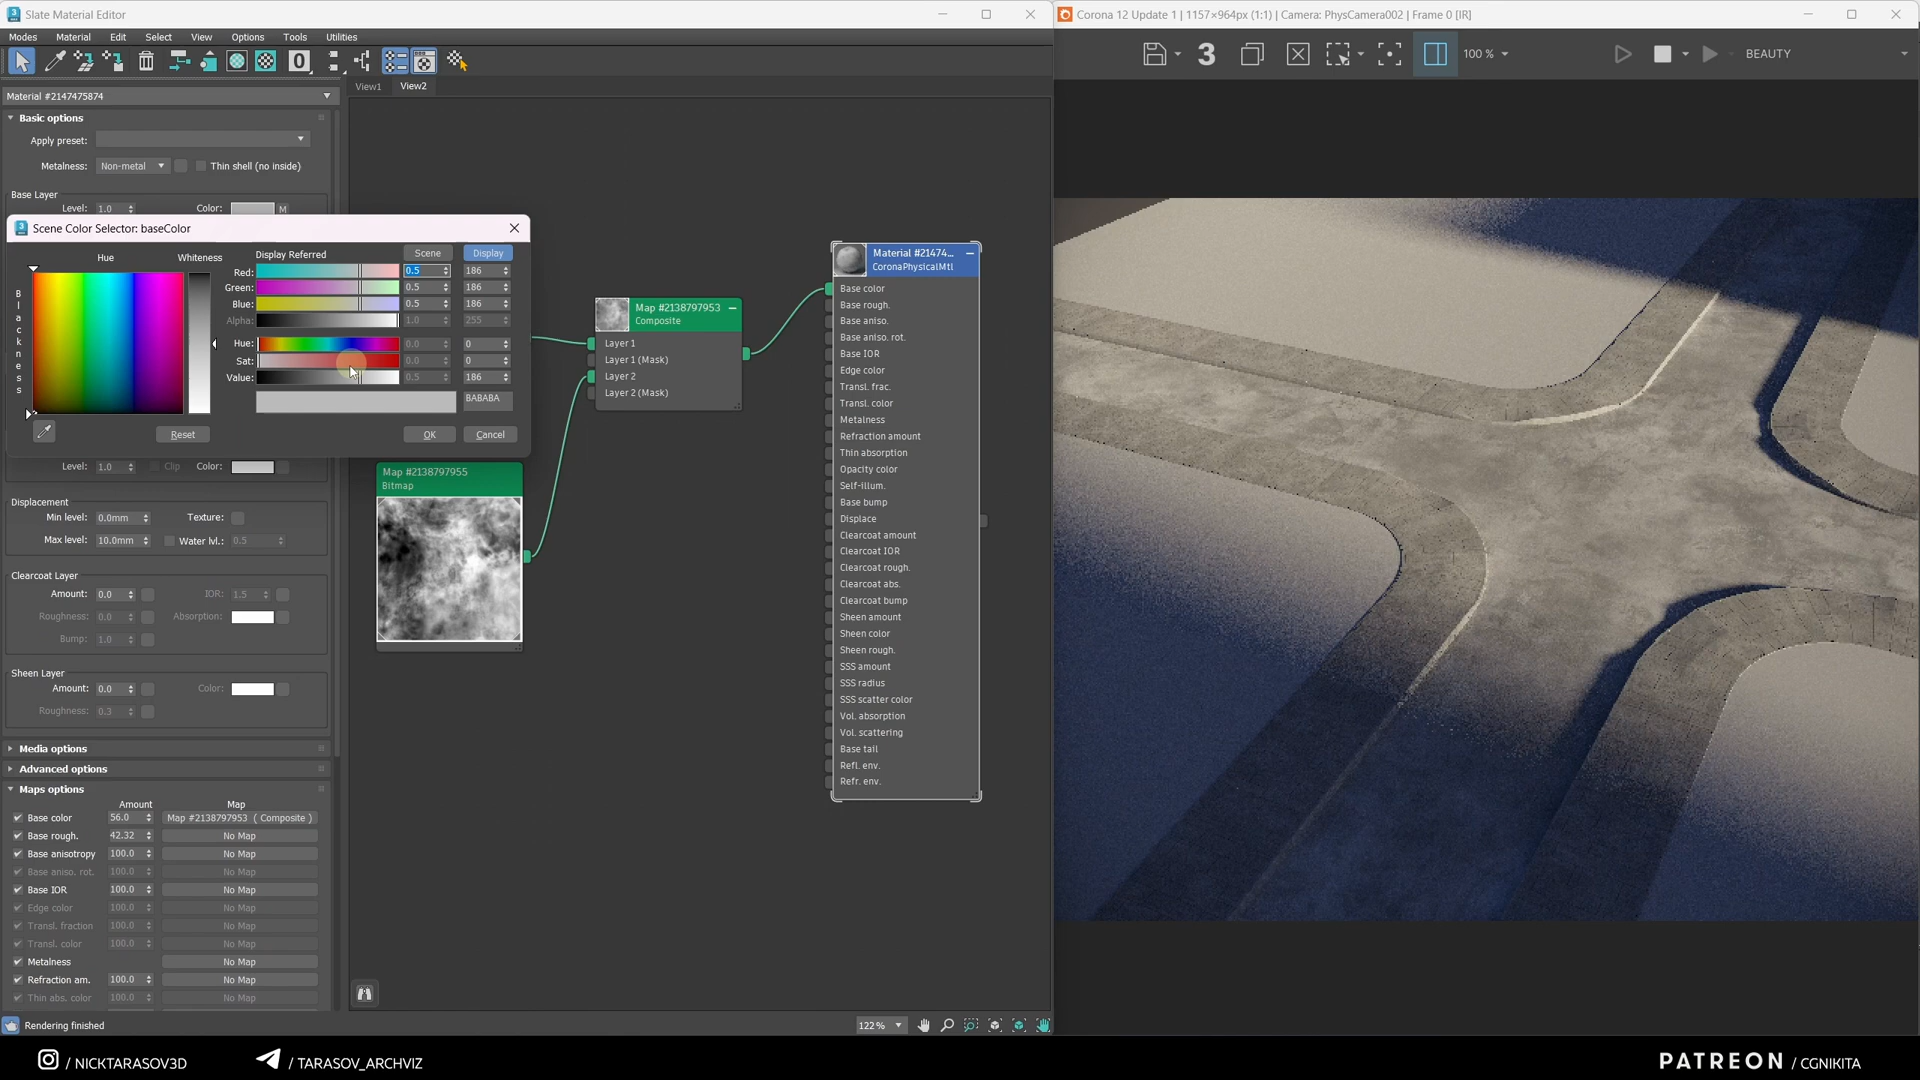 Slate Material Editor
Modes Material Edit Select View Options Tools Utilities
View1 View2
Material #2147475874
Basic options
Apply preset:
Metalness: Non-metal Thin shell (no inside)
Base Layer
Level: 1.0 Color: M
Scene Color Selector: baseColor
Hue Whiteness Display Referred Scene Display
Blackness
Red: 0.5 186
Green: 0.5 186
Blue: 0.5 186
Alpha: 1.0 255
Hue: 0.0 0
Sat: 0.0 0
Value: 0.5 186
BABABA
Reset OK Cancel
Level: 1.0 Clip Color:
Displacement
Min level: 0.0mm Texture:
Max level: 10.0mm Water lvl.: 0.5
Clearcoat Layer
Amount: 0.0 IOR: 1.5
Roughness: 0.0 Absorption:
Bump: 1.0
Sheen Layer
Amount: 0.0 Color:
Roughness: 0.3
Media options
Advanced options
Maps options
Amount Map
Base color 56.0 Map #2138797953 ( Composite )
Base rough. 42.32 No Map
Base anisotropy 100.0 No Map
Base aniso. rot. 100.0 No Map
Base IOR 100.0 No Map
Edge color 100.0 No Map
Transl. fraction 100.0 No Map
Transl. color 100.0 No Map
Metalness No Map
Refraction am. 100.0 No Map
Thin abs. color 100.0 No Map
Rendering finished
Map #2138797955
Bitmap
Map #2138797953
Composite
Layer 1
Layer 1 (Mask)
Layer 2
Layer 2 (Mask)
Material #21474...
CoronaPhysicalMtl
Base color
Base rough.
Base aniso.
Base aniso. rot.
Base IOR
Edge color
Transl. frac.
Transl. color
Metalness
Refraction amount
Thin absorption
Opacity color
Self-illum.
Base bump
Displace
Clearcoat amount
Clearcoat IOR
Clearcoat rough.
Clearcoat abs.
Clearcoat bump
Sheen amount
Sheen color
Sheen rough.
SSS amount
SSS radius
SSS scatter color
Vol. absorption
Vol. scattering
Base tail
Refl. env.
Refr. env.
122%
Corona 12 Update 1 | 1157×964px (1:1) | Camera: PhysCamera002 | Frame 0 [IR]
3 100 % BEAUTY
/ NICKTARASOV3D / TARASOV_ARCHVIZ
PATREON / CGNIKITA